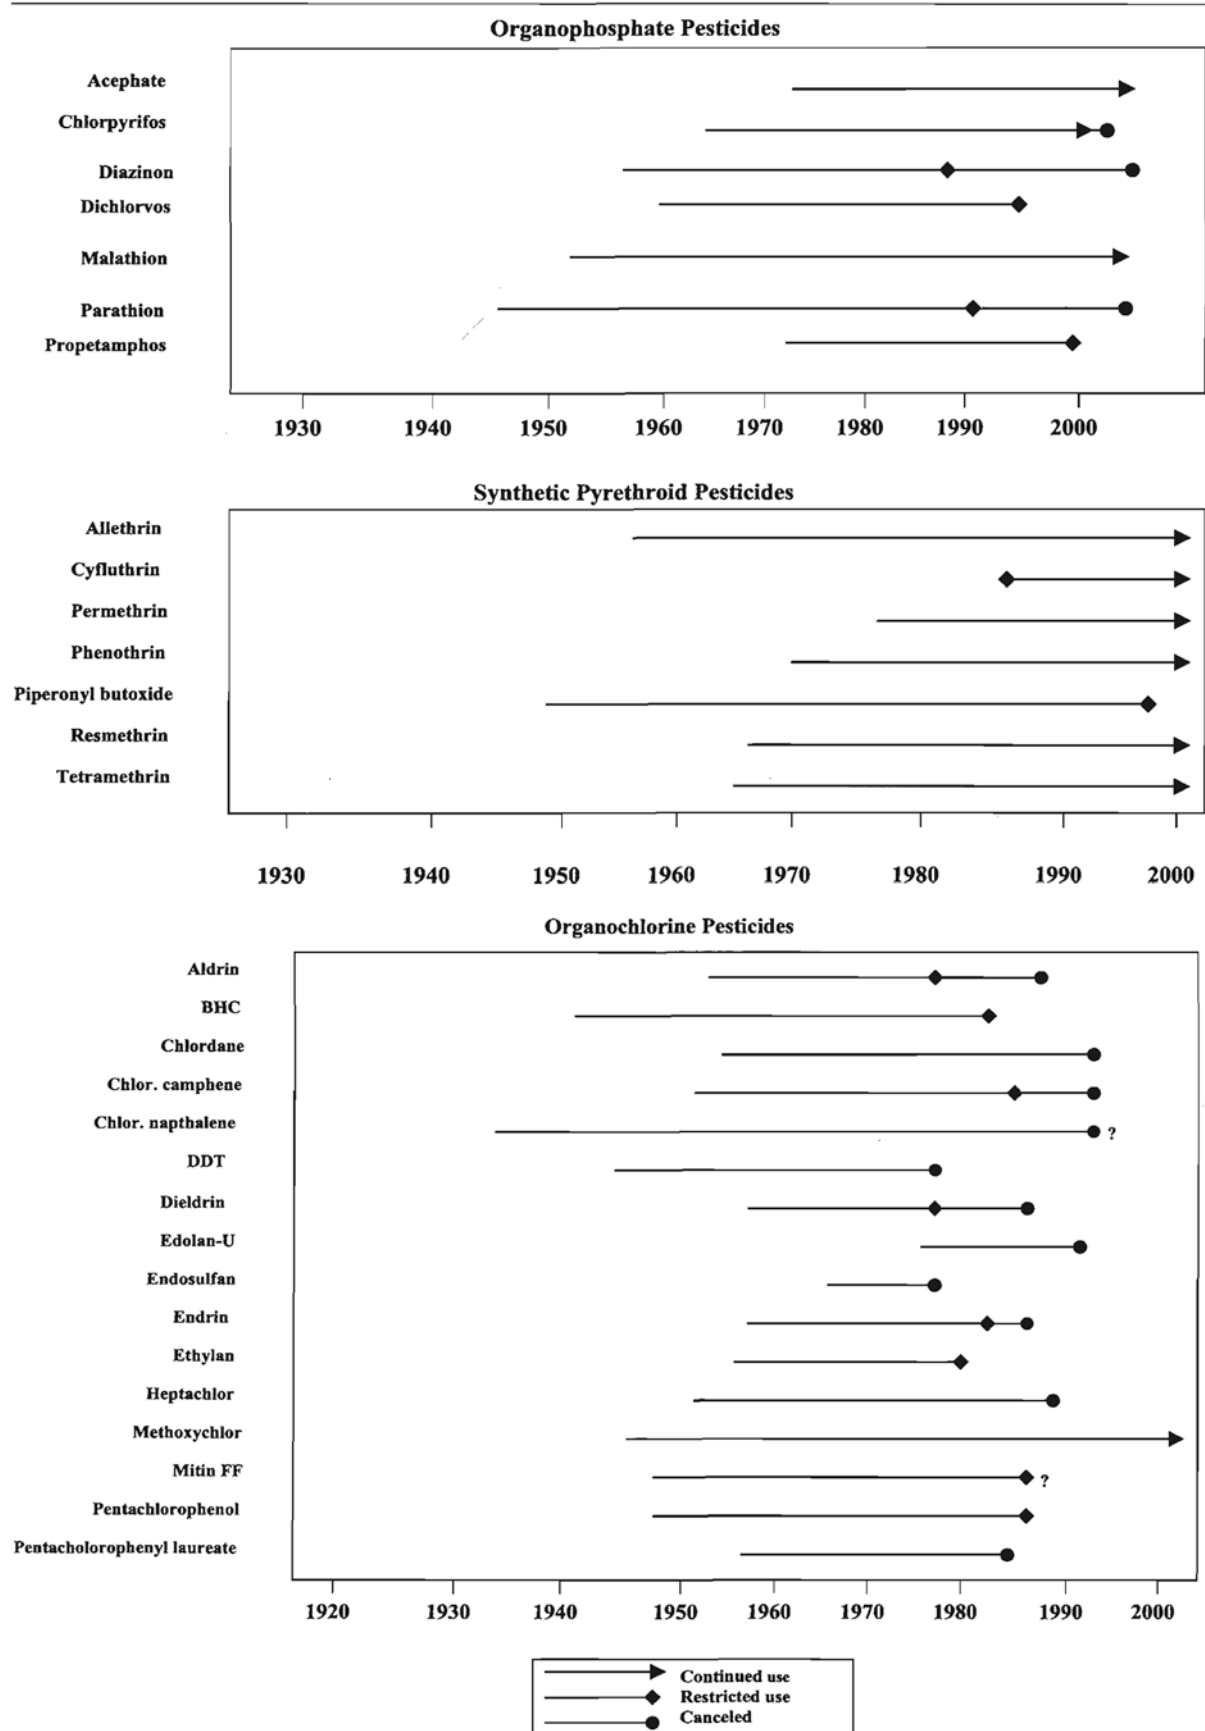 Organophosphate Pesticides
Acephate
Chlorpyrifos
Diazinon
Dichlorvos
Malathion
Parathion
Propetamphos
1930 1940 1950 1960 1970 1980 1990 2000
Synthetic Pyrethroid Pesticides
Allethrin
Cyfluthrin
Permethrin
Phenothrin
Piperonyl butoxide
Resmethrin
Tetramethrin
1930 1940 1950 1960 1970 1980 1990 2000
Organochlorine Pesticides
Aldrin
BHC
Chlordane
Chlor. camphene
Chlor. napthalene ?
DDT
Dieldrin
Edolan-U
Endosulfan
Endrin
Ethylan
Heptachlor
Methoxychlor
Mitin FF ?
Pentachlorophenol
Pentacholorophenyl laureate
1920 1930 1940 1950 1960 1970 1980 1990 2000
Continued use
Restricted use
Canceled